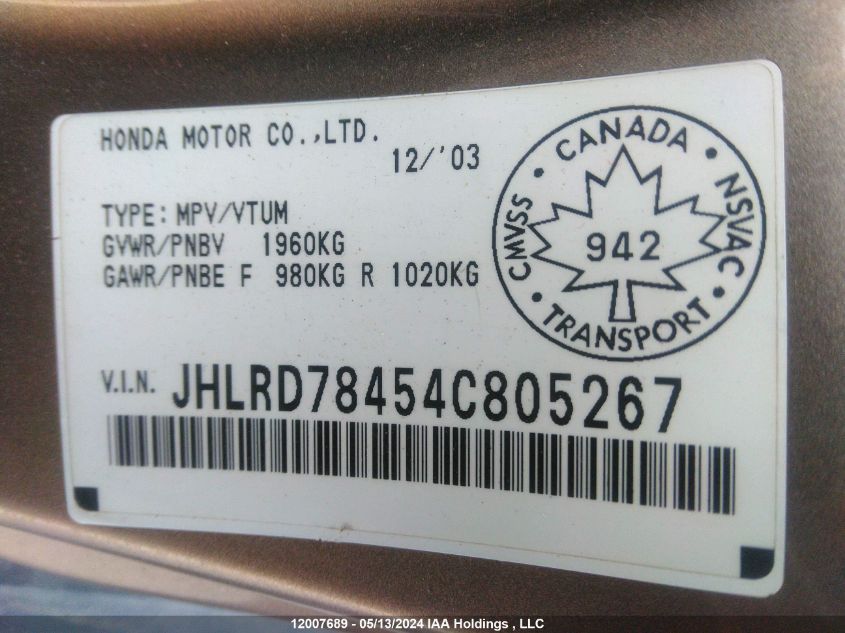 HONDA MOTOR CO.,LTD.
12/'03
TYPE: MPV/VTUM
GVWR/PNBV 1960KG
GAWR/PNBE F 980KG R 1020KG
CANADA • NSVAC • TRANSPORT • CMVSS •
942
V.I.N. JHLRD78454C805267
12007689 - 05/13/2024 IAA Holdings , LLC